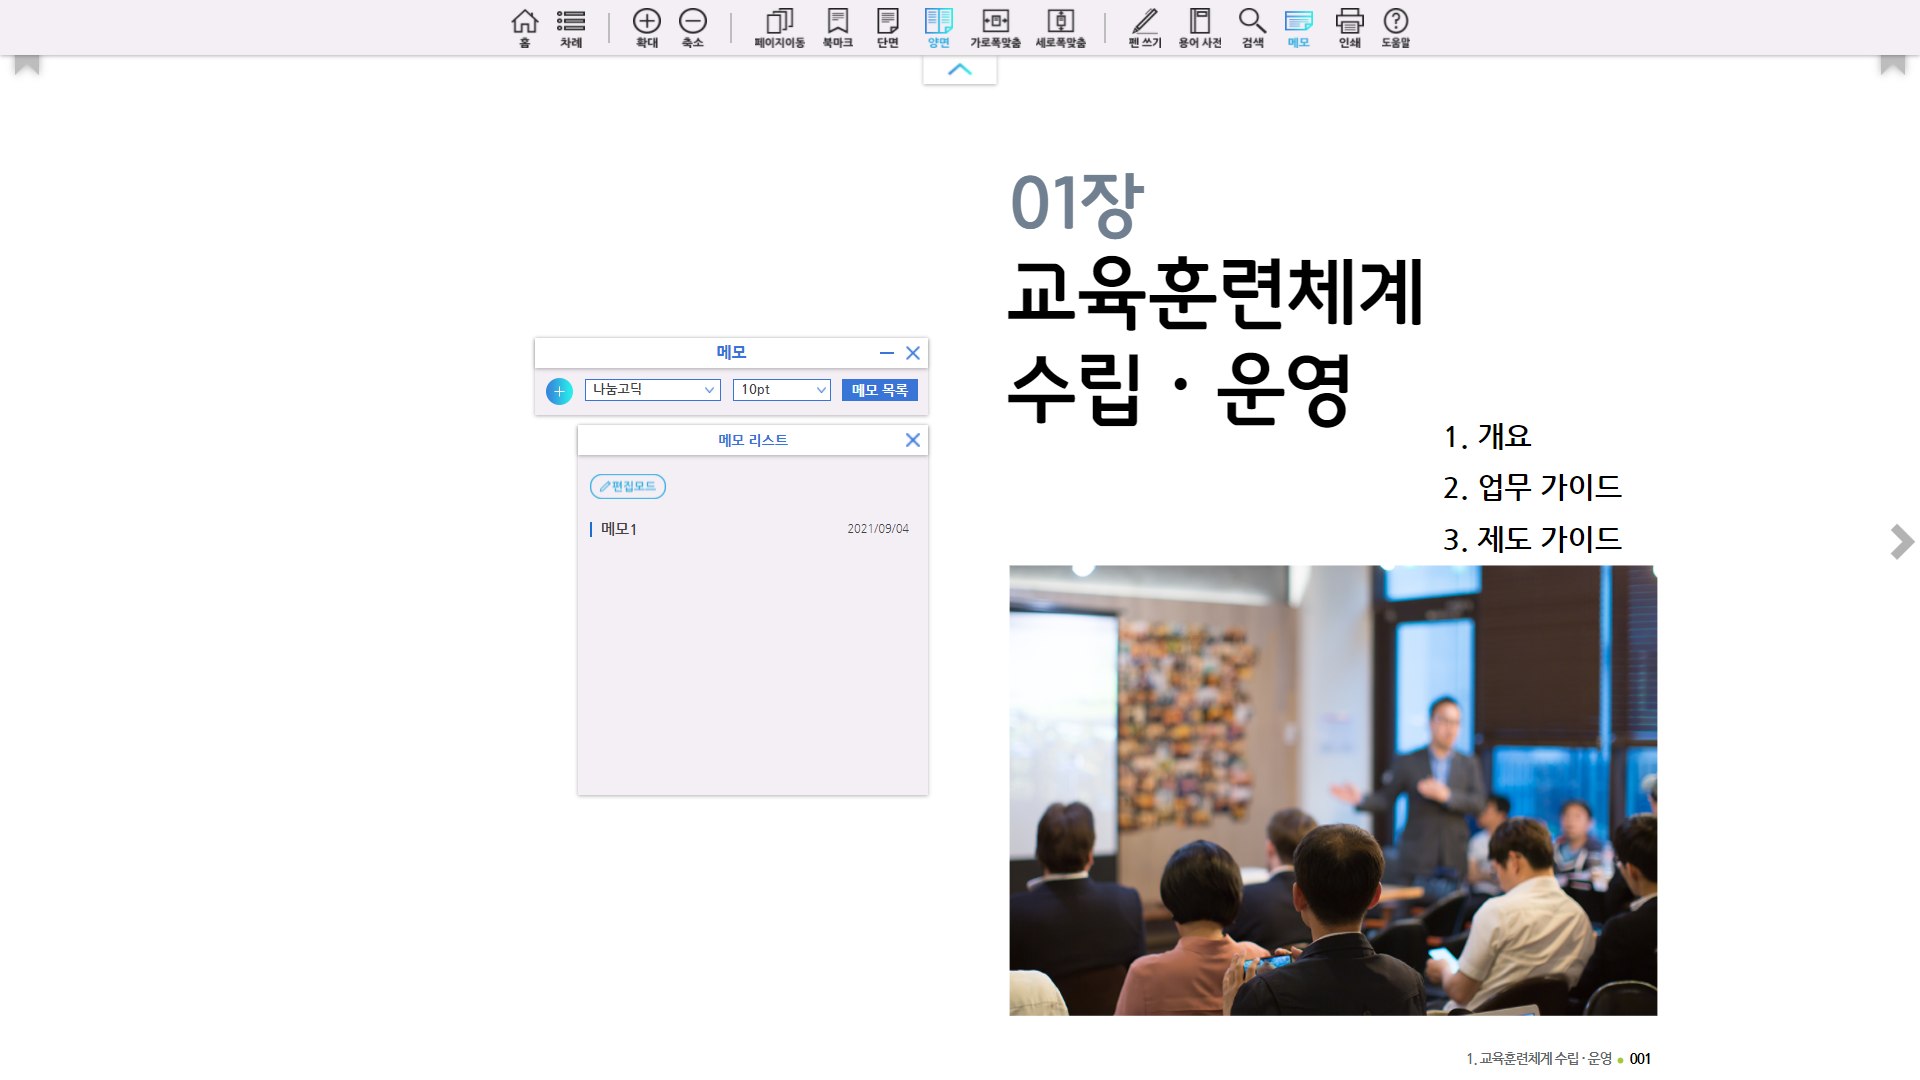 홈 차례 확대 축소 페이지이동 북마크 단면 양면 가로폭맞춤 세로폭맞춤 펜 쓰기 용어 사전 검색 메모 인쇄 도움말
01장
교육훈련체계
수립 · 운영
1. 개요
2. 업무 가이드
3. 제도 가이드
메모
나눔고딕 10pt 메모 목록
메모 리스트
편집모드
메모1 2021/09/04
1. 교육훈련체계 수립 · 운영 ● 001